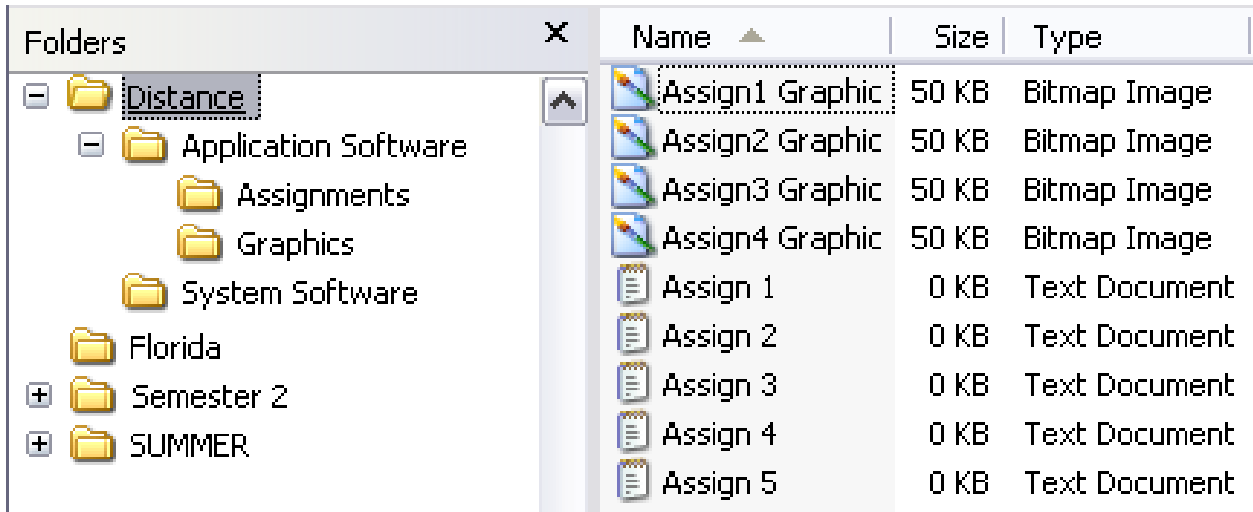 Folders
Distance
Application Software
Assignments
Graphics
System Software
Florida
Semester 2
SUMMER
Name Size Type
Assign1 Graphic 50 KB Bitmap Image
Assign2 Graphic 50 KB Bitmap Image
Assign3 Graphic 50 KB Bitmap Image
Assign4 Graphic 50 KB Bitmap Image
Assign 1 0 KB Text Document
Assign 2 0 KB Text Document
Assign 3 0 KB Text Document
Assign 4 0 KB Text Document
Assign 5 0 KB Text Document